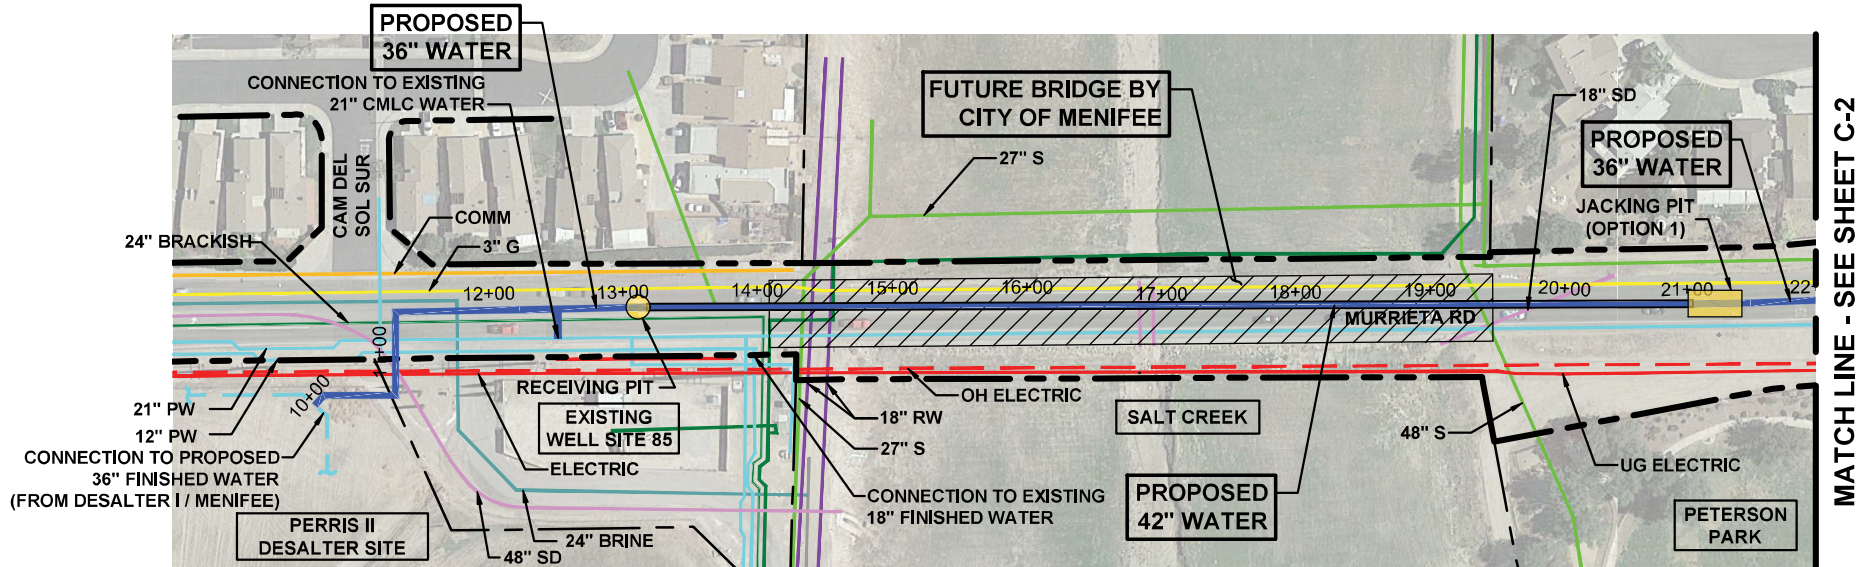 PROPOSED
36" WATER
CONNECTION TO EXISTING
21" CMLC WATER
FUTURE BRIDGE BY
CITY OF MENIFEE
18" SD
PROPOSED
36" WATER
27" S
JACKING PIT
(OPTION 1)
CAM DEL
SOL SUR
COMM
24" BRACKISH
3" G
12+00
13+00
14+00
15+00
16+00
17+00
18+00
19+00
20+00
21+00
22
MURRIETA RD
11+00
10+00
RECEIVING PIT
21" PW
12" PW
EXISTING
WELL SITE 85
18" RW
OH ELECTRIC
SALT CREEK
48" S
27" S
CONNECTION TO PROPOSED
36" FINISHED WATER
(FROM DESALTER I / MENIFEE)
ELECTRIC
UG ELECTRIC
CONNECTION TO EXISTING
18" FINISHED WATER
PROPOSED
42" WATER
PERRIS II
DESALTER SITE
24" BRINE
48" SD
PETERSON
PARK
MATCH LINE - SEE SHEET C-2